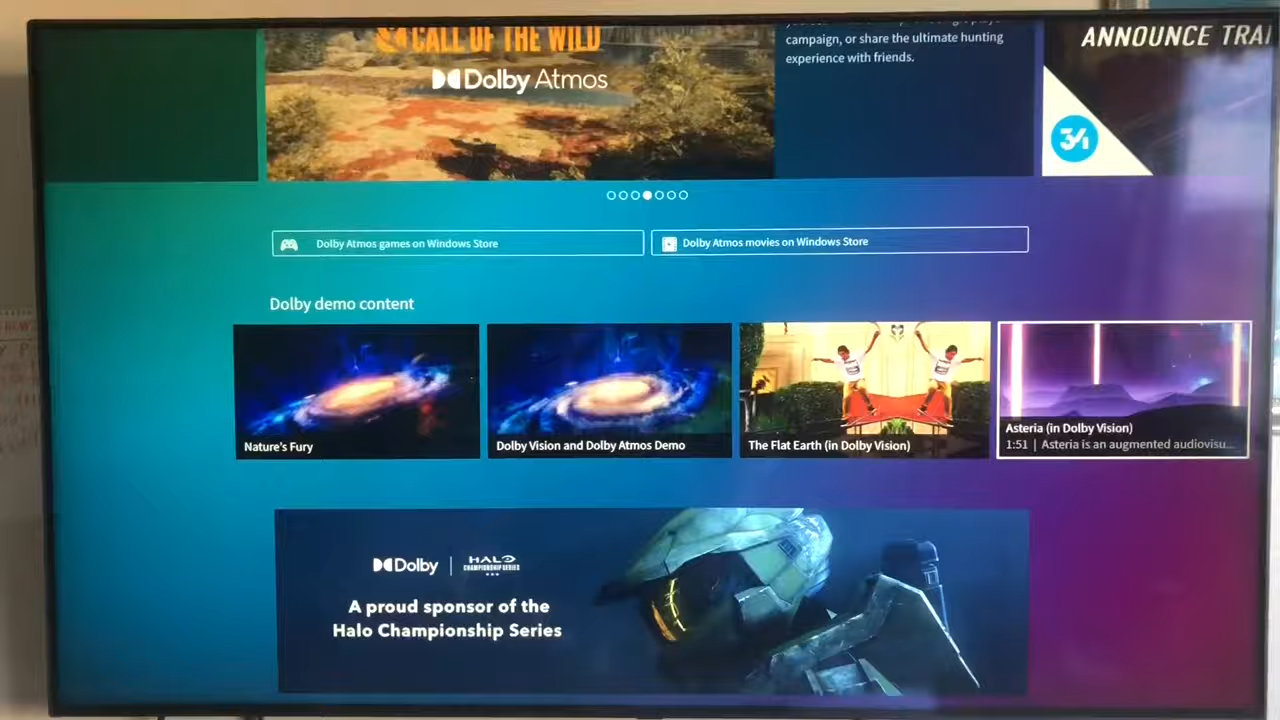 CALL OF THE WILD
Dolby Atmos
campaign, or share the ultimate hunting
experience with friends.
ANNOUNCE TRAI
34
Dolby Atmos games on Windows Store
Dolby Atmos movies on Windows Store
Dolby demo content
Nature's Fury
Dolby Vision and Dolby Atmos Demo
The Flat Earth (in Dolby Vision)
Asteria (in Dolby Vision)
1:51 | Asteria is an augmented audiovisu...
Dolby | HALO
CHAMPIONSHIP SERIES
A proud sponsor of the
Halo Championship Series